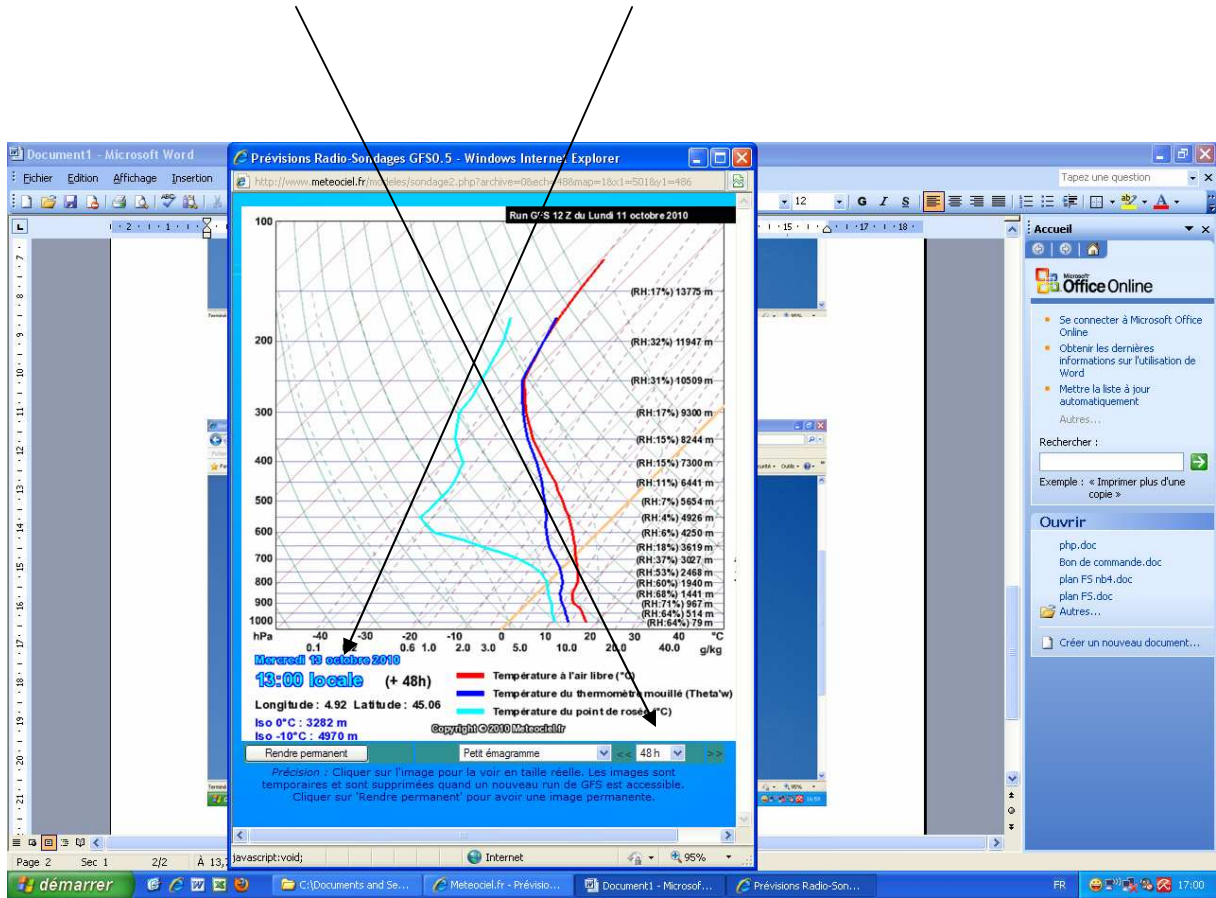 Document1 - Microsoft Word
Fichier Edition Affichage Insertion
Tapez une question
12 G I S
Prévisions Radio-Sondages GFS0.5 - Windows Internet Explorer
http://www.meteociel.fr/modeles/sondage2.php?archive=0&ech=48&map=1&x1=501&y1=486
Run GFS 12 Z du Lundi 11 octobre 2010
100
(RH:17%) 13775 m
200
(RH:32%) 11947 m
(RH:31%) 10509 m
300
(RH:17%) 9300 m
(RH:15%) 8244 m
400
(RH:15%) 7300 m
(RH:11%) 6441 m
500
(RH:7%) 5654 m
(RH:4%) 4926 m
600
(RH:6%) 4250 m
(RH:18%) 3619 m
700
(RH:37%) 3027 m
(RH:53%) 2468 m
800
(RH:60%) 1940 m
(RH:68%) 1441 m
900
(RH:71%) 967 m
(RH:64%) 514 m
1000
(RH:64%) 79 m
hPa -40 -30 -20 -10 0 10 20 30 40 °C
0.1 0.6 1.0 2.0 3.0 5.0 10.0 20.0 40.0 g/kg
Mercredi 13 octobre 2010
13:00 locale (+ 48h)
Longitude : 4.92 Latitude : 45.06
Iso 0°C : 3282 m
Iso -10°C : 4970 m
Température à l'air libre (°C)
Température du thermomètre mouillé (Theta'w)
Température du point de rosée (°C)
Copyright ©2010 Meteociel.fr
Rendre permanent Petit émagramme << 48 h >>
Précision : Cliquer sur l'image pour la voir en taille réelle. Les images sont
temporaires et sont supprimées quand un nouveau run de GFS est accessible.
Cliquer sur 'Rendre permanent' pour avoir une image permanente.
javascript:void; Internet 95%
Accueil
Microsoft
Office Online
Se connecter à Microsoft Office
Online
Obtenir les dernières
informations sur l'utilisation de
Word
Mettre la liste à jour
automatiquement
Autres...
Rechercher :
Exemple : « Imprimer plus d'une
copie »
Ouvrir
php.doc
Bon de commande.doc
plan FS nb4.doc
plan FS.doc
Autres...
Créer un nouveau document...
Page 2 Sec 1 2/2
démarrer C:\Documents and Se... Meteociel.fr - Prévisio... Document1 - Microsof... Prévisions Radio-Son... FR 17:00